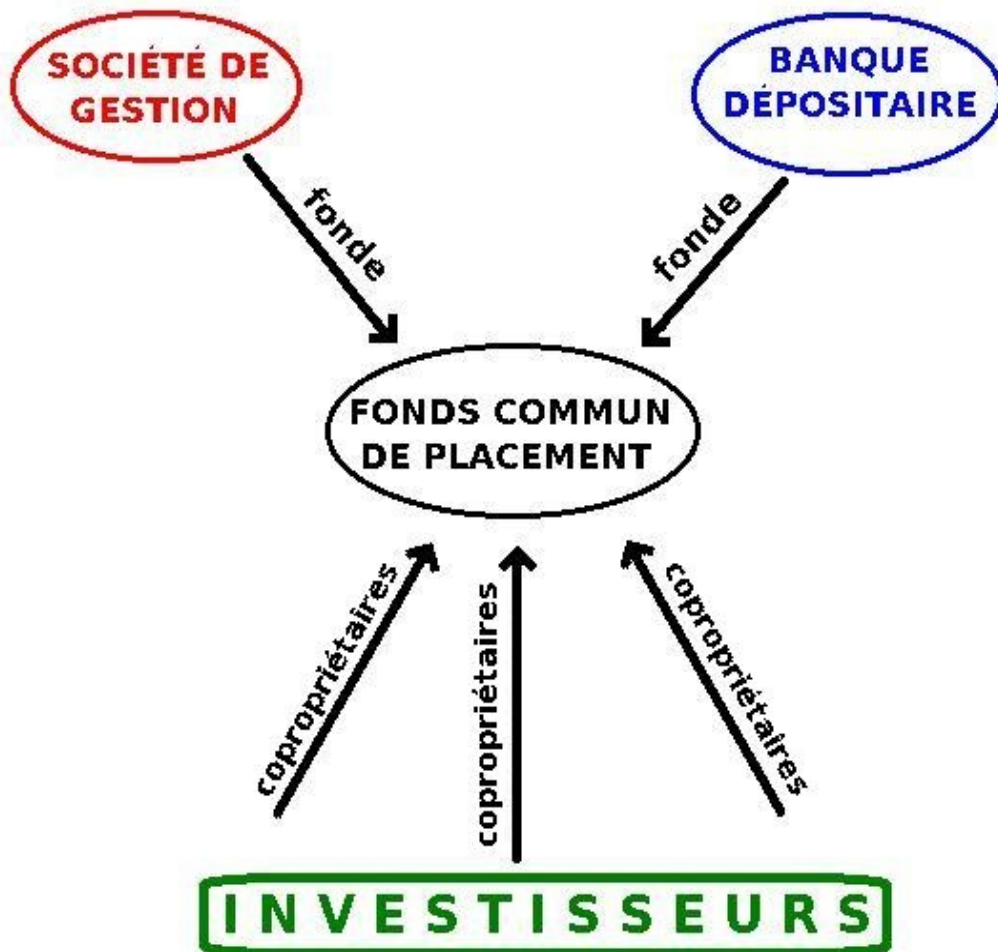 SOCIÉTÉ DE
GESTION
BANQUE
DÉPOSITAIRE
fonde
fonde
FONDS COMMUN
DE PLACEMENT
copropriétaires
copropriétaires
copropriétaires
INVESTISSEURS